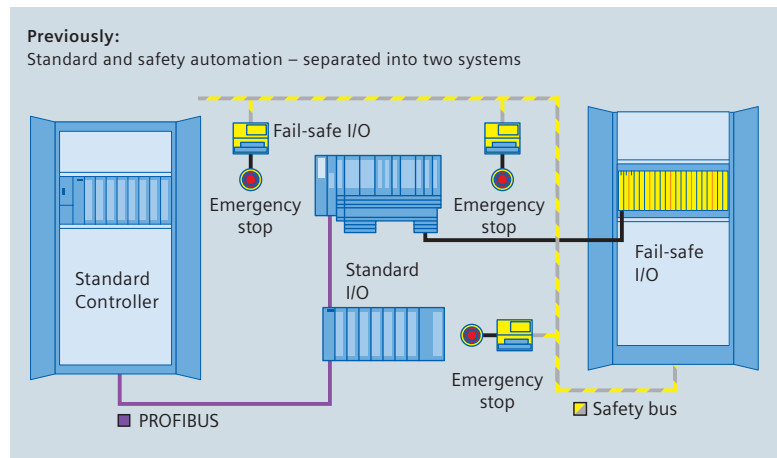 Previously:
Standard and safety automation – separated into two systems
Fail-safe I/O
Emergency
stop
Emergency
stop
Standard
Controller
Standard
I/O
Fail-safe
I/O
Emergency
stop
PROFIBUS
Safety bus